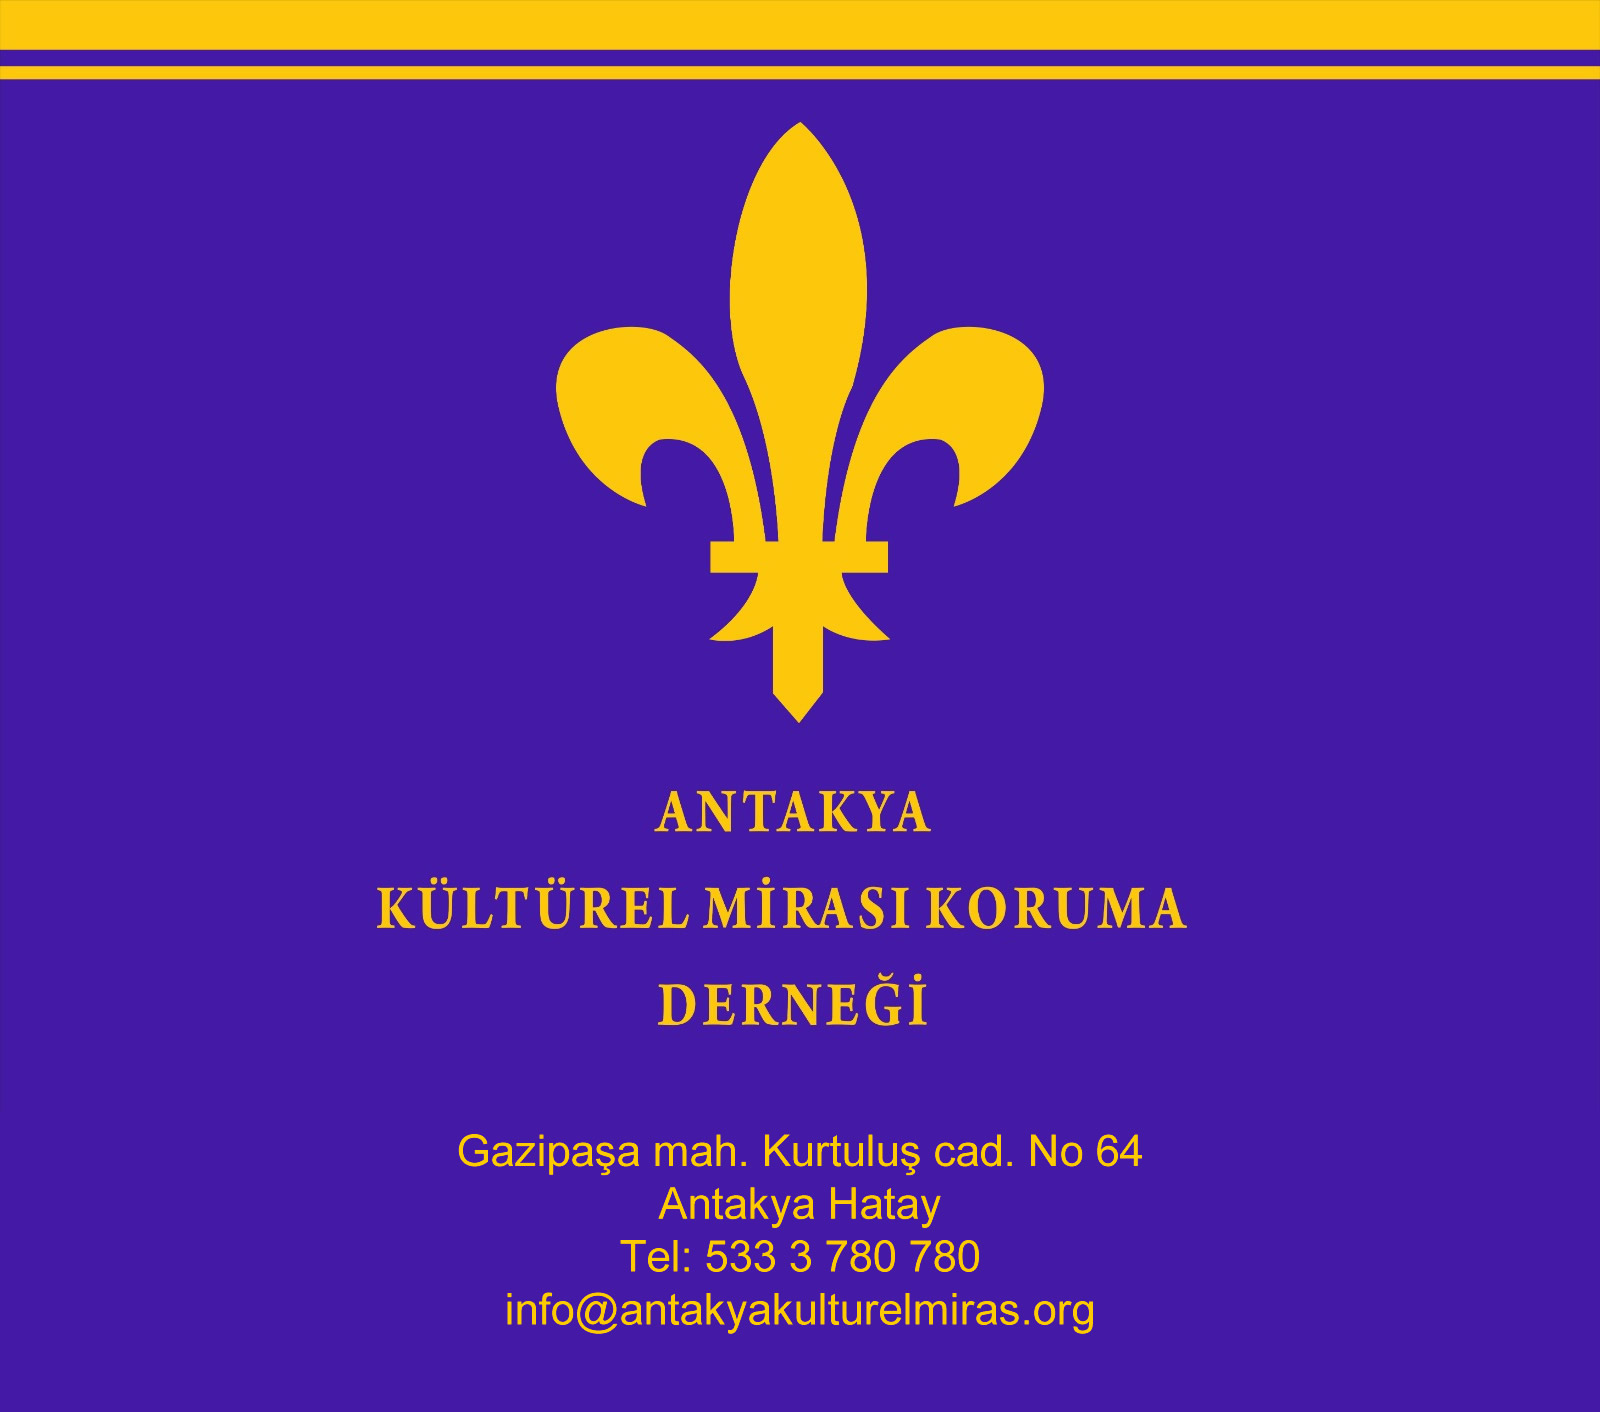 ANTAKYA
KÜLTÜREL MİRASI KORUMA
DERNEĞİ
Gazipaşa mah. Kurtuluş cad. No 64
Antakya Hatay
Tel: 533 3 780 780
info@antakyakulturelmiras.org